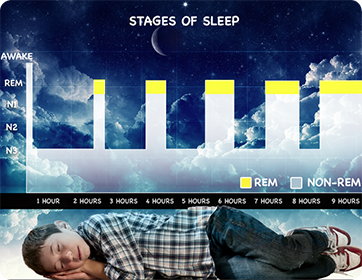 STAGES OF SLEEP
AWAKE
REM
N1
N2
N3
REM NON-REM
1 HOUR 2 HOURS 3 HOURS 4 HOURS 5 HOURS 6 HOURS 7 HOURS 8 HOURS 9 HOURS